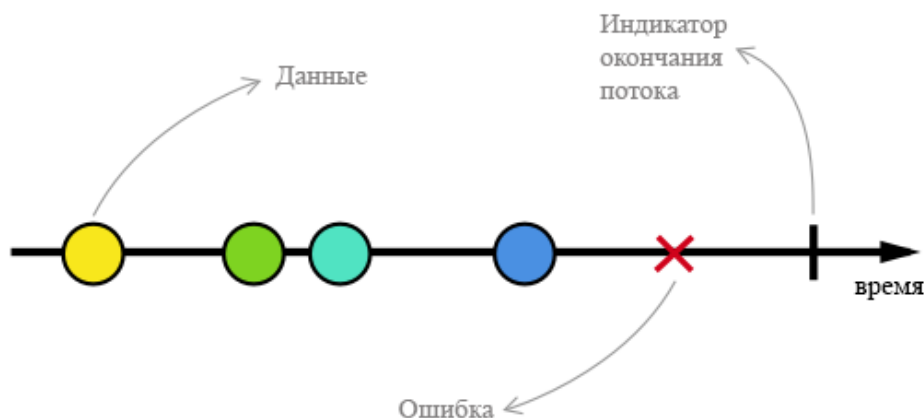 Данные
Индикатор
окончания
потока
время
Ошибка